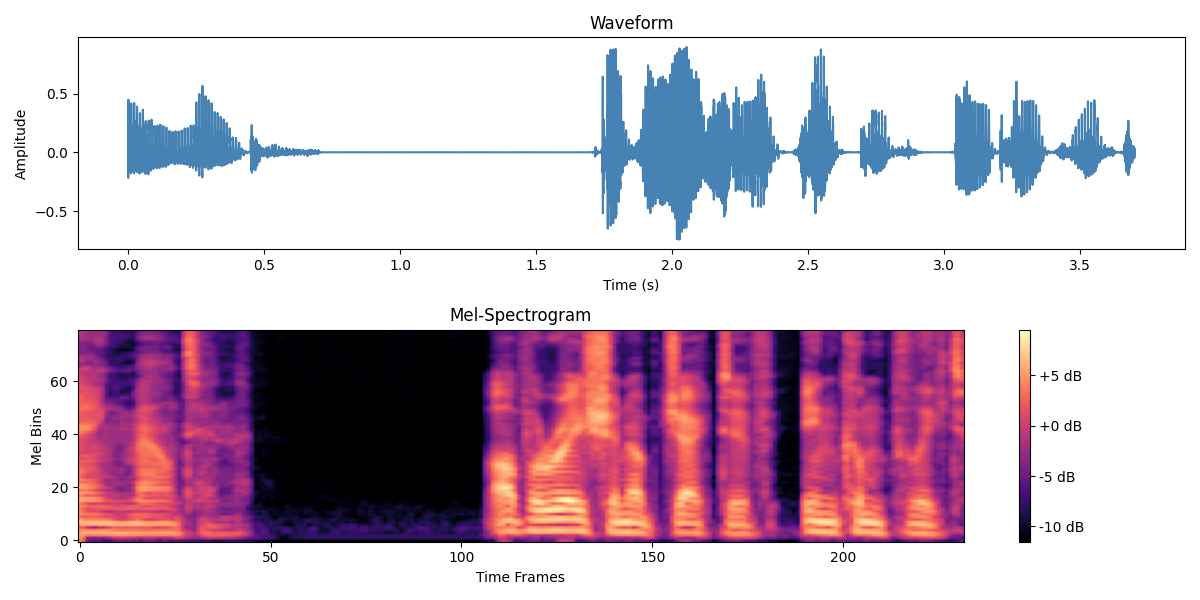 Waveform
Amplitude
0.5
0.0
−0.5
0.0 0.5 1.0 1.5 2.0 2.5 3.0 3.5
Time (s)
Mel-Spectrogram
Mel Bins
60
40
20
0
0 50 100 150 200
Time Frames
+5 dB
+0 dB
-5 dB
-10 dB